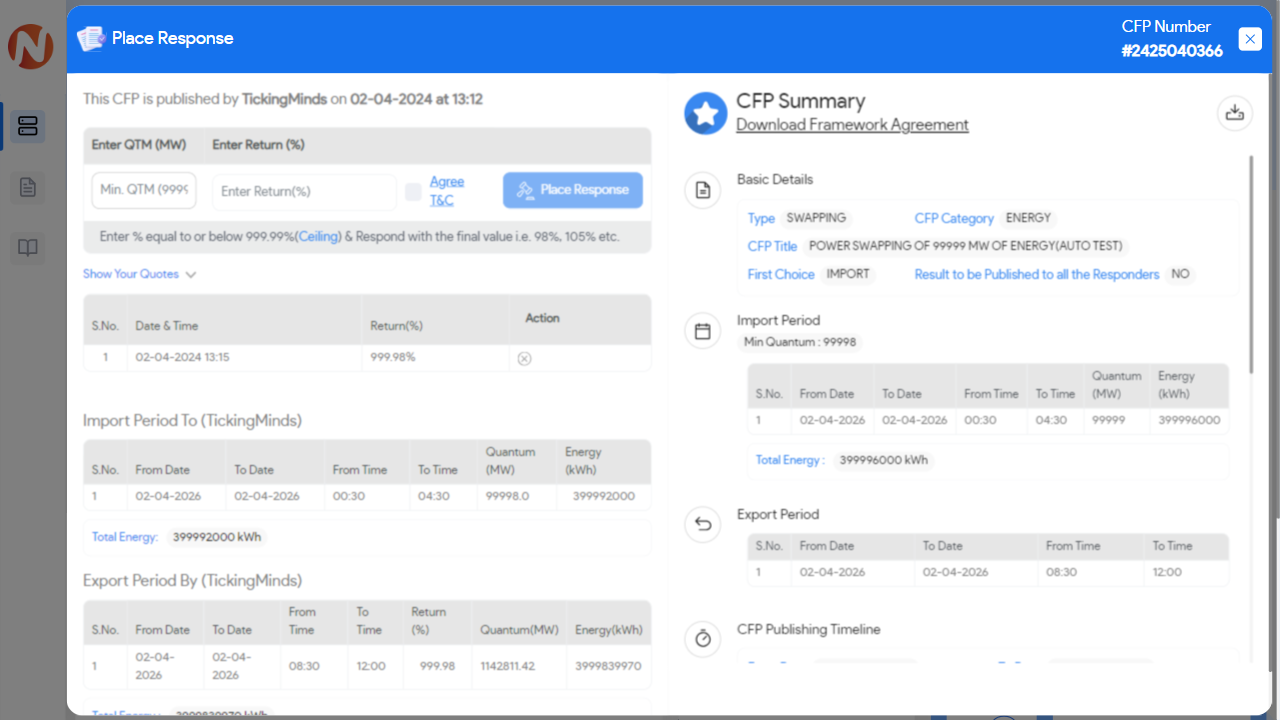 Place Response
CFP Number
#2425040366
This CFP is published by TickingMinds on 02-04-2024 at 13:12
Enter QTM (MW) Enter Return (%)
Min. QTM (9999 Enter Return(%) Agree T&C Place Response
Enter % equal to or below 999.99%(Ceiling) & Respond with the final value i.e. 98%, 105% etc.
Show Your Quotes
S.No. Date & Time Return(%) Action
1 02-04-2024 13:15 999.98%
Import Period To (TickingMinds)
S.No. From Date To Date From Time To Time Quantum (MW) Energy (kWh)
1 02-04-2026 02-04-2026 00:30 04:30 99998.0 399992000
Total Energy: 399992000 kWh
Export Period By (TickingMinds)
S.No. From Date To Date From Time To Time Return (%) Quantum(MW) Energy(kWh)
1 02-04-2026 02-04-2026 08:30 12:00 999.98 1142811.42 3999839970
Total Energy: 3999839970 kWh
CFP Summary
Download Framework Agreement
Basic Details
Type SWAPPING CFP Category ENERGY
CFP Title POWER SWAPPING OF 99999 MW OF ENERGY(AUTO TEST)
First Choice IMPORT Result to be Published to all the Responders NO
Import Period
Min Quantum : 99998
S.No. From Date To Date From Time To Time Quantum (MW) Energy (kWh)
1 02-04-2026 02-04-2026 00:30 04:30 99999 399996000
Total Energy : 399996000 kWh
Export Period
S.No. From Date To Date From Time To Time
1 02-04-2026 02-04-2026 08:30 12:00
CFP Publishing Timeline